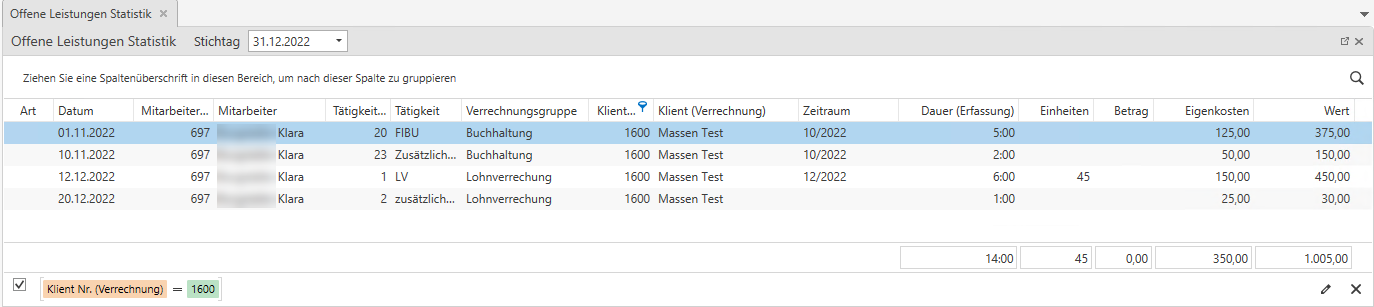 Offene Leistungen Statistik
Offene Leistungen Statistik Stichtag 31.12.2022
Ziehen Sie eine Spaltenüberschrift in diesen Bereich, um nach dieser Spalte zu gruppieren
Art Datum Mitarbeiter... Mitarbeiter Tätigkeit... Tätigkeit Verrechnungsgruppe Klient... Klient (Verrechnung) Zeitraum Dauer (Erfassung) Einheiten Betrag Eigenkosten Wert
01.11.2022 697 Klara 20 FIBU Buchhaltung 1600 Massen Test 10/2022 5:00 125,00 375,00
10.11.2022 697 Klara 23 Zusätzlich... Buchhaltung 1600 Massen Test 10/2022 2:00 50,00 150,00
12.12.2022 697 Klara 1 LV Lohnverrechung 1600 Massen Test 12/2022 6:00 45 150,00 450,00
20.12.2022 697 Klara 2 zusätzlich... Lohnverrechung 1600 Massen Test 1:00 25,00 30,00
14:00 45 0,00 350,00 1.005,00
Klient Nr. (Verrechnung) = 1600